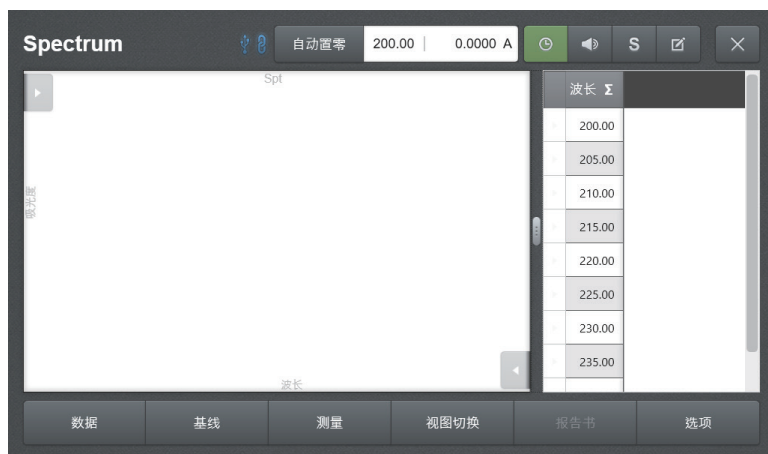 Spectrum
自动置零
200.00 | 0.0000 A
S
Spt
吸光度
波长
波长 Σ
200.00
205.00
210.00
215.00
220.00
225.00
230.00
235.00
数据
基线
测量
视图切换
报告书
选项